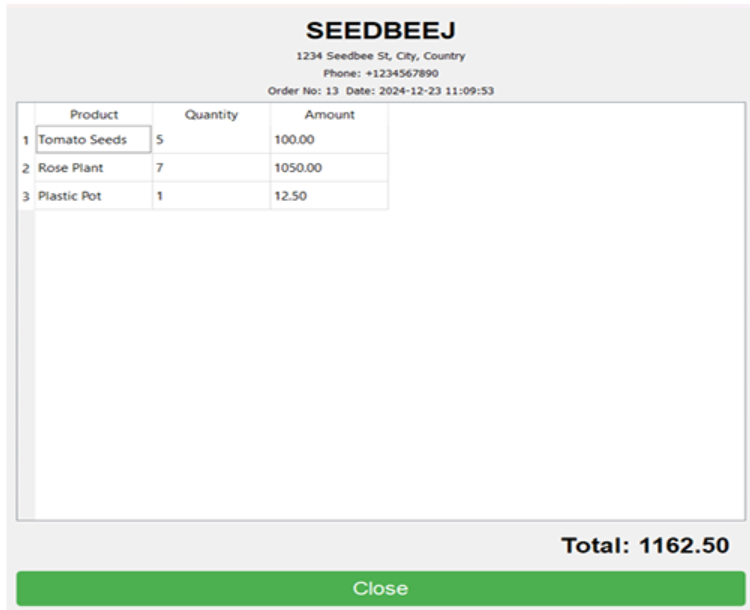 SEEDBEEJ
1234 Seedbee St, City, Country
Phone: +1234567890
Order No: 13 Date: 2024-12-23 11:09:53
Product Quantity Amount
1 Tomato Seeds 5 100.00
2 Rose Plant 7 1050.00
3 Plastic Pot 1 12.50
Total: 1162.50
Close